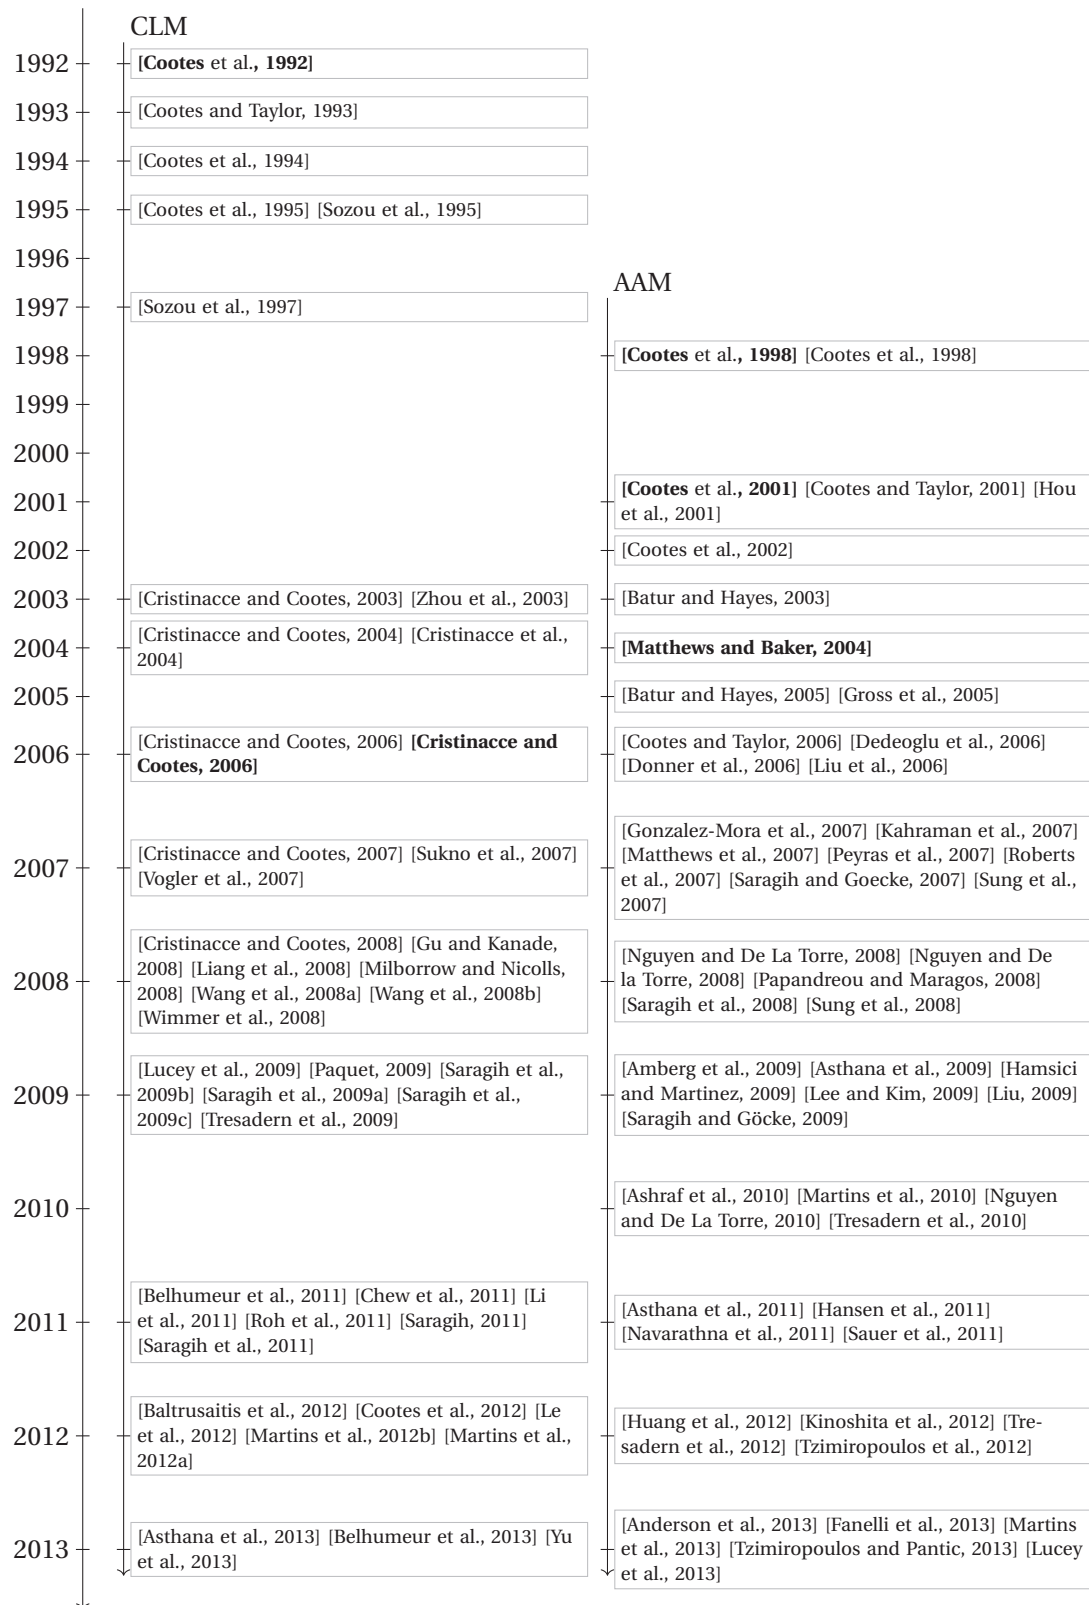 CLM
1992
[Cootes et al., 1992]
1993
[Cootes and Taylor, 1993]
1994
[Cootes et al., 1994]
1995
[Cootes et al., 1995] [Sozou et al., 1995]
1996
AAM
1997
[Sozou et al., 1997]
1998
[Cootes et al., 1998] [Cootes et al., 1998]
1999
2000
2001
[Cootes et al., 2001] [Cootes and Taylor, 2001] [Hou
et al., 2001]
2002
[Cootes et al., 2002]
2003
[Cristinacce and Cootes, 2003] [Zhou et al., 2003]
[Batur and Hayes, 2003]
2004
[Cristinacce and Cootes, 2004] [Cristinacce et al.,
2004]
[Matthews and Baker, 2004]
2005
[Batur and Hayes, 2005] [Gross et al., 2005]
2006
[Cristinacce and Cootes, 2006] [Cristinacce and
Cootes, 2006]
[Cootes and Taylor, 2006] [Dedeoglu et al., 2006]
[Donner et al., 2006] [Liu et al., 2006]
2007
[Cristinacce and Cootes, 2007] [Sukno et al., 2007]
[Vogler et al., 2007]
[Gonzalez-Mora et al., 2007] [Kahraman et al., 2007]
[Matthews et al., 2007] [Peyras et al., 2007] [Roberts
et al., 2007] [Saragih and Goecke, 2007] [Sung et al.,
2007]
2008
[Cristinacce and Cootes, 2008] [Gu and Kanade,
2008] [Liang et al., 2008] [Milborrow and Nicolls,
2008] [Wang et al., 2008a] [Wang et al., 2008b]
[Wimmer et al., 2008]
[Nguyen and De La Torre, 2008] [Nguyen and De
la Torre, 2008] [Papandreou and Maragos, 2008]
[Saragih et al., 2008] [Sung et al., 2008]
2009
[Lucey et al., 2009] [Paquet, 2009] [Saragih et al.,
2009b] [Saragih et al., 2009a] [Saragih et al.,
2009c] [Tresadern et al., 2009]
[Amberg et al., 2009] [Asthana et al., 2009] [Hamsici
and Martinez, 2009] [Lee and Kim, 2009] [Liu, 2009]
[Saragih and Göcke, 2009]
2010
[Ashraf et al., 2010] [Martins et al., 2010] [Nguyen
and De La Torre, 2010] [Tresadern et al., 2010]
2011
[Belhumeur et al., 2011] [Chew et al., 2011] [Li
et al., 2011] [Roh et al., 2011] [Saragih, 2011]
[Saragih et al., 2011]
[Asthana et al., 2011] [Hansen et al., 2011]
[Navarathna et al., 2011] [Sauer et al., 2011]
2012
[Baltrusaitis et al., 2012] [Cootes et al., 2012] [Le
et al., 2012] [Martins et al., 2012b] [Martins et al.,
2012a]
[Huang et al., 2012] [Kinoshita et al., 2012] [Tre-
sadern et al., 2012] [Tzimiropoulos et al., 2012]
2013
[Asthana et al., 2013] [Belhumeur et al., 2013] [Yu
et al., 2013]
[Anderson et al., 2013] [Fanelli et al., 2013] [Martins
et al., 2013] [Tzimiropoulos and Pantic, 2013] [Lucey
et al., 2013]